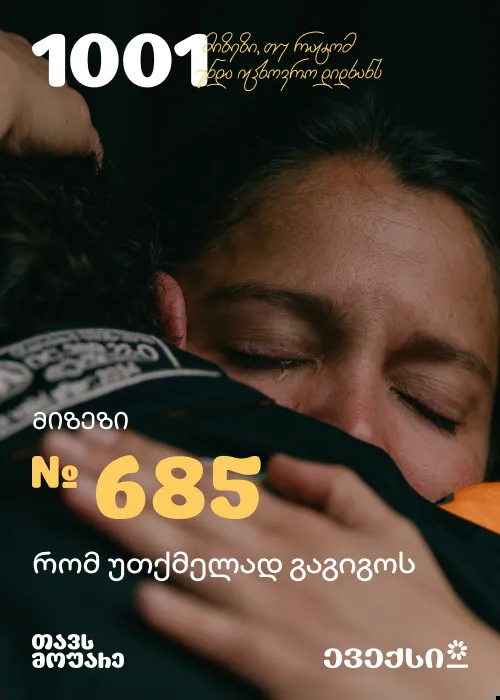 1001 მიზეზი, თუ რატომ
უნდა იცხოვრო დიდხანს
მიზეზი
№ 685
რომ უთქმელად გაგიგოს
თავს
მოუარე
ევექსი